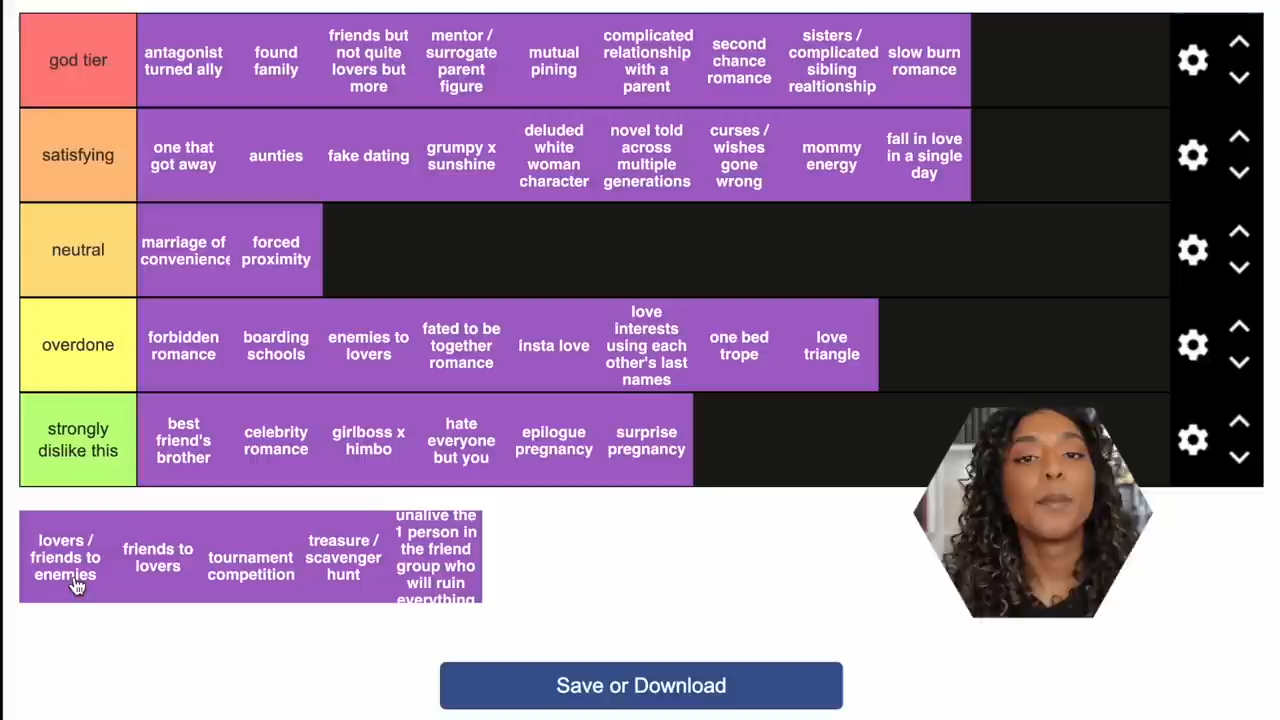 god tier
antagonist
turned ally
found
family
friends but
not quite
lovers but
more
mentor /
surrogate
parent
figure
mutual
pining
complicated
relationship
with a
parent
second
chance
romance
sisters /
complicated
sibling
realtionship
slow burn
romance
satisfying
one that
got away
aunties
fake dating
grumpy x
sunshine
deluded
white
woman
character
novel told
across
multiple
generations
curses /
wishes
gone
wrong
mommy
energy
fall in love
in a single
day
neutral
marriage of
convenience
forced
proximity
overdone
forbidden
romance
boarding
schools
enemies to
lovers
fated to be
together
romance
insta love
love
interests
using each
other's last
names
one bed
trope
love
triangle
strongly
dislike this
best
friend's
brother
celebrity
romance
girlboss x
himbo
hate
everyone
but you
epilogue
pregnancy
surprise
pregnancy
lovers /
friends to
enemies
friends to
lovers
tournament
competition
treasure /
scavenger
hunt
unalive the
1 person in
the friend
group who
will ruin
everything
Save or Download